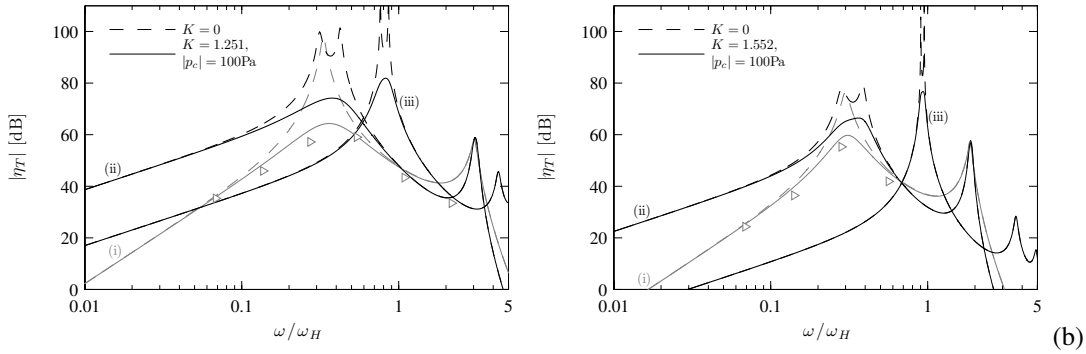 100
80
60
40
20
0
|η_T| [dB]
K = 0
K = 1.251,
|p_c| = 100Pa
(i)
(ii)
(iii)
0.01
0.1
1
5
ω/ω_H
100
80
60
40
20
0
|η_T| [dB]
K = 0
K = 1.552,
|p_c| = 100Pa
(i)
(ii)
(iii)
0.01
0.1
1
5
ω/ω_H
(b)